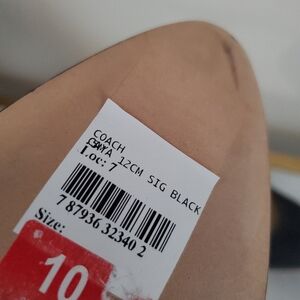 COACH
12CM SIG BLACK
Loc: 7
7 87936 32340 2
Size:
10